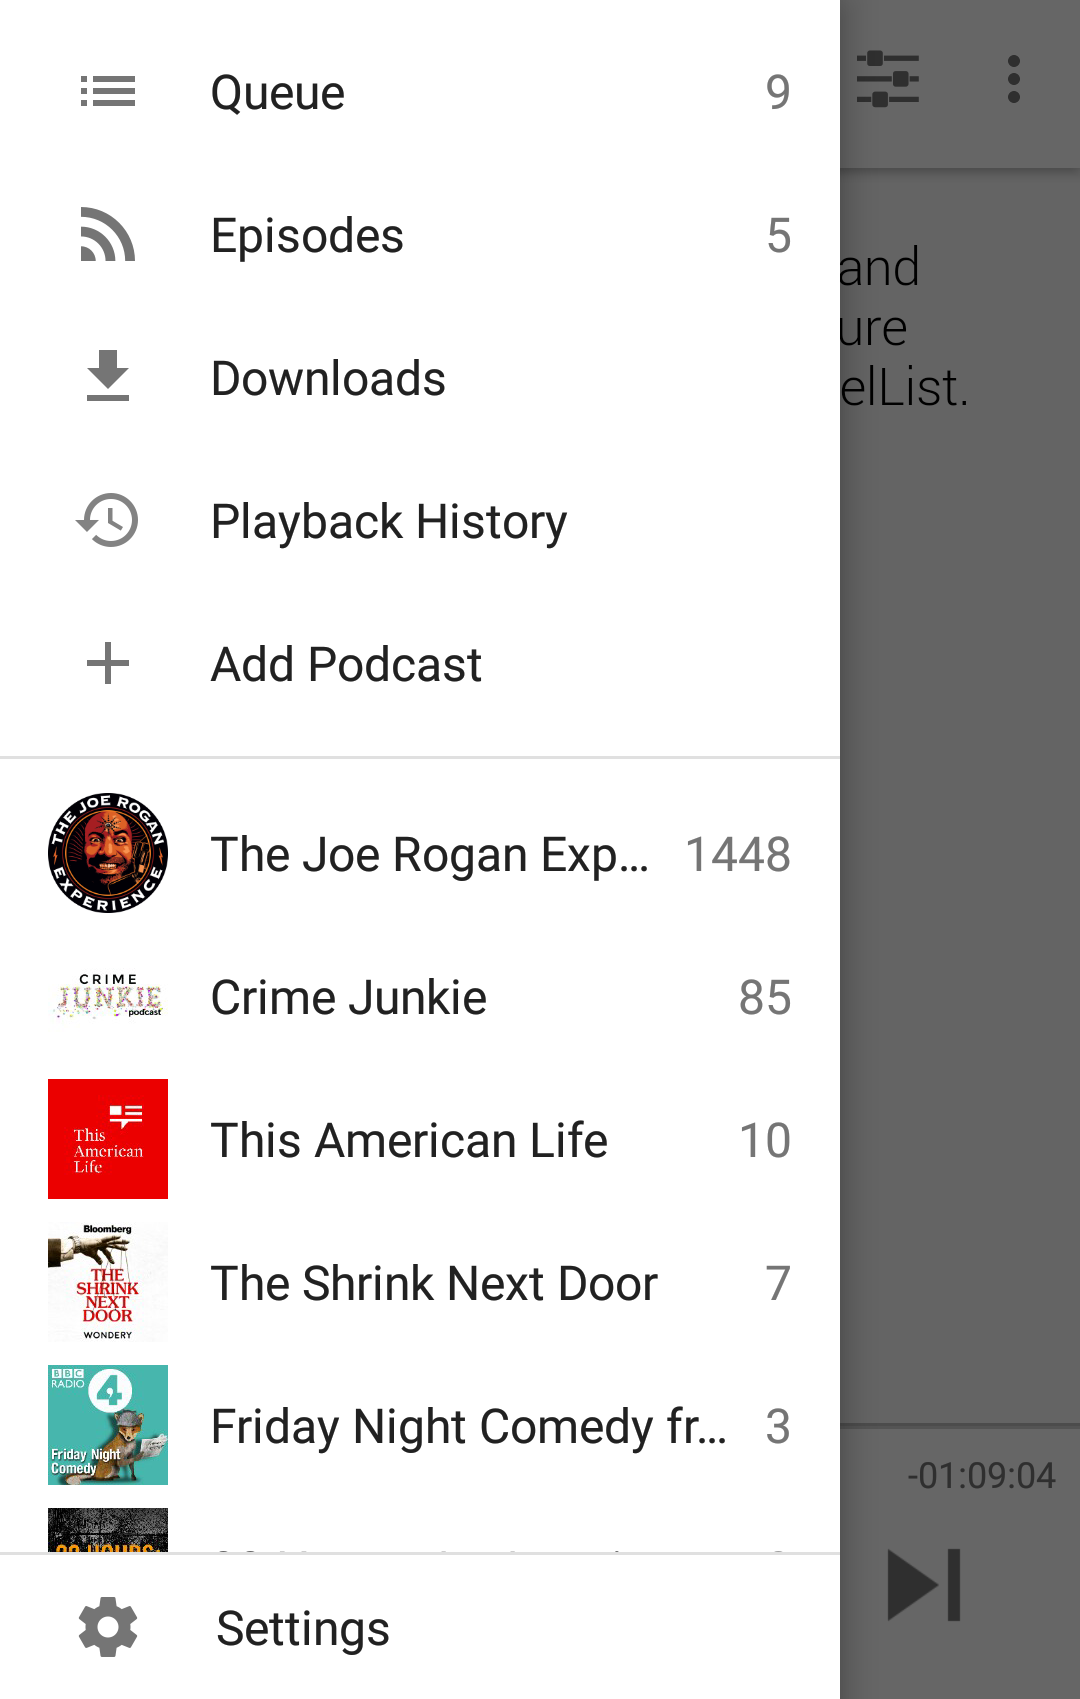 Queue 9
Episodes 5
Downloads
Playback History
Add Podcast
THE JOE ROGAN
EXPERIENCE
The Joe Rogan Exp... 1448
CRIME
JUNKIE
podcast
Crime Junkie 85
This
American
Life
This American Life 10
Bloomberg
THE
SHRINK
NEXT
DOOR
WONDERY
The Shrink Next Door 7
BBC
RADIO
4
Friday Night
Comedy
Friday Night Comedy fr... 3
Settings
and
ure
elList.
-01:09:04